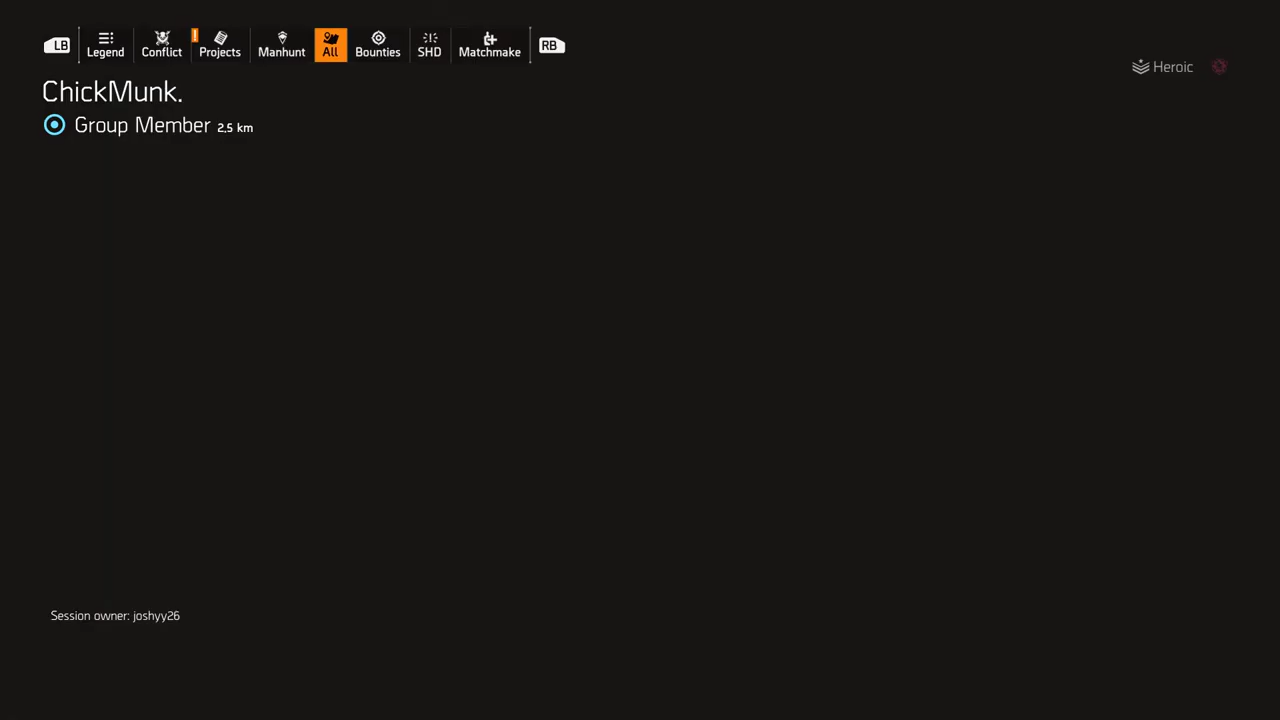 LB Legend Conflict Projects Manhunt All Bounties SHD Matchmake RB
Heroic
ChickMunk.
Group Member 2.5 km
Session owner: joshyy26